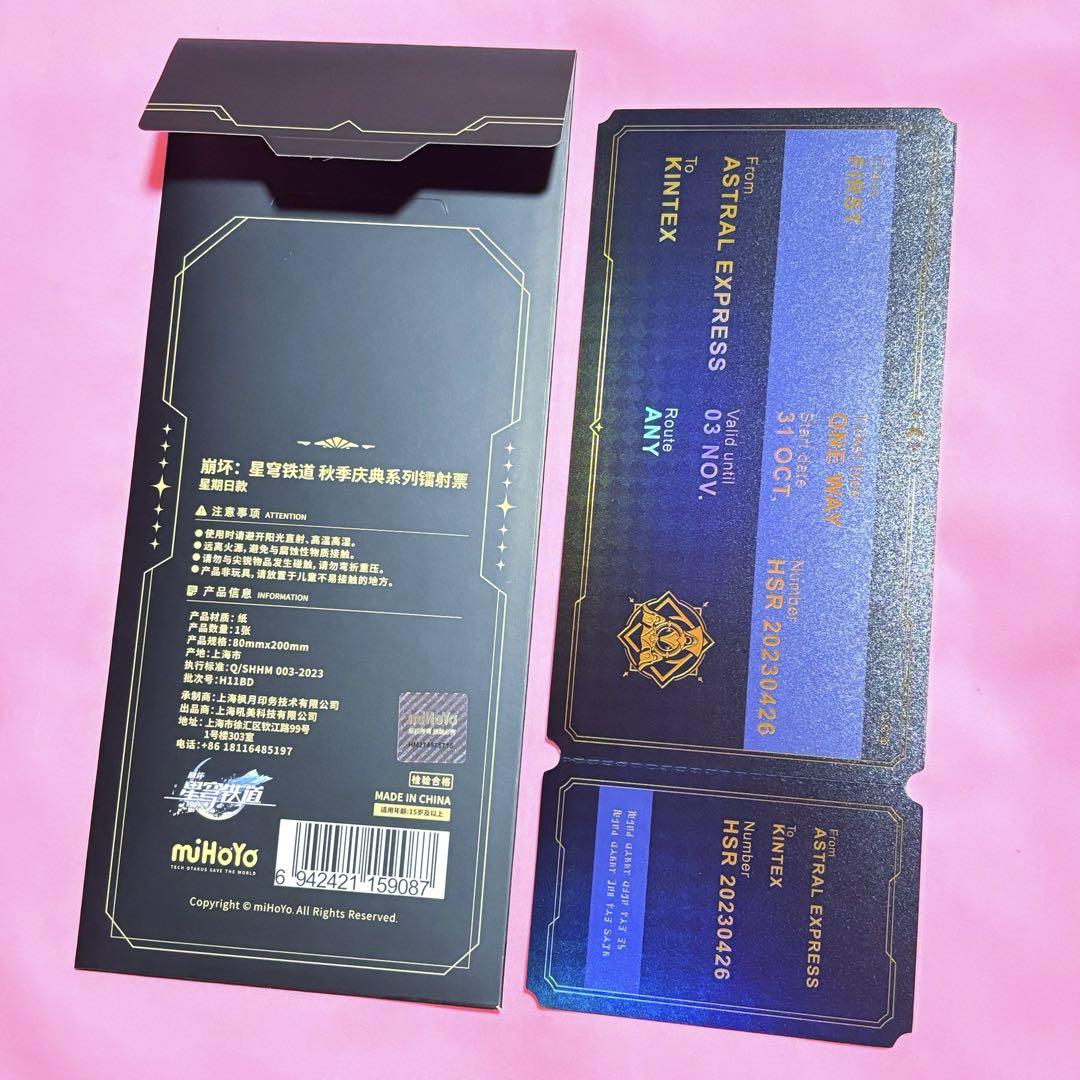 崩坏：星穹铁道 秋季庆典系列镭射票
星期日款
注意事项 ATTENTION
●使用时请避开阳光直射、高温高湿。
●远离火源，避免与腐蚀性物质接触。
●请勿与尖锐物品发生碰触，请勿弯折重压。
●产品非玩具，请放置于儿童不易接触的地方。
产品信息 INFORMATION
产品材质：纸
产品数量：1张
产品规格：80mmx200mm
产地：上海市
执行标准：Q/SHHM 003-2023
批次号：H11BD
承制商：上海枫月印务技术有限公司
出品商：上海吼美科技有限公司
地址：上海市徐汇区钦江路99号
1号楼303室
电话：+86 18116485197
miHoYo
检验合格
MADE IN CHINA
适用年龄：15岁及以上
崩坏
星穹铁道
miHoYo
TECH OTAKUS SAVE THE WORLD
6 942421 159087
Copyright © miHoYo. All Rights Reserved.
FIRST
Ticket type
ONE WAY
Start date
31 OCT.
Number
HSR 20230426
From
ASTRAL EXPRESS
To
KINTEX
Valid until
03 NOV.
Route
ANY
From
ASTRAL EXPRESS
To
KINTEX
Number
HSR 20230426